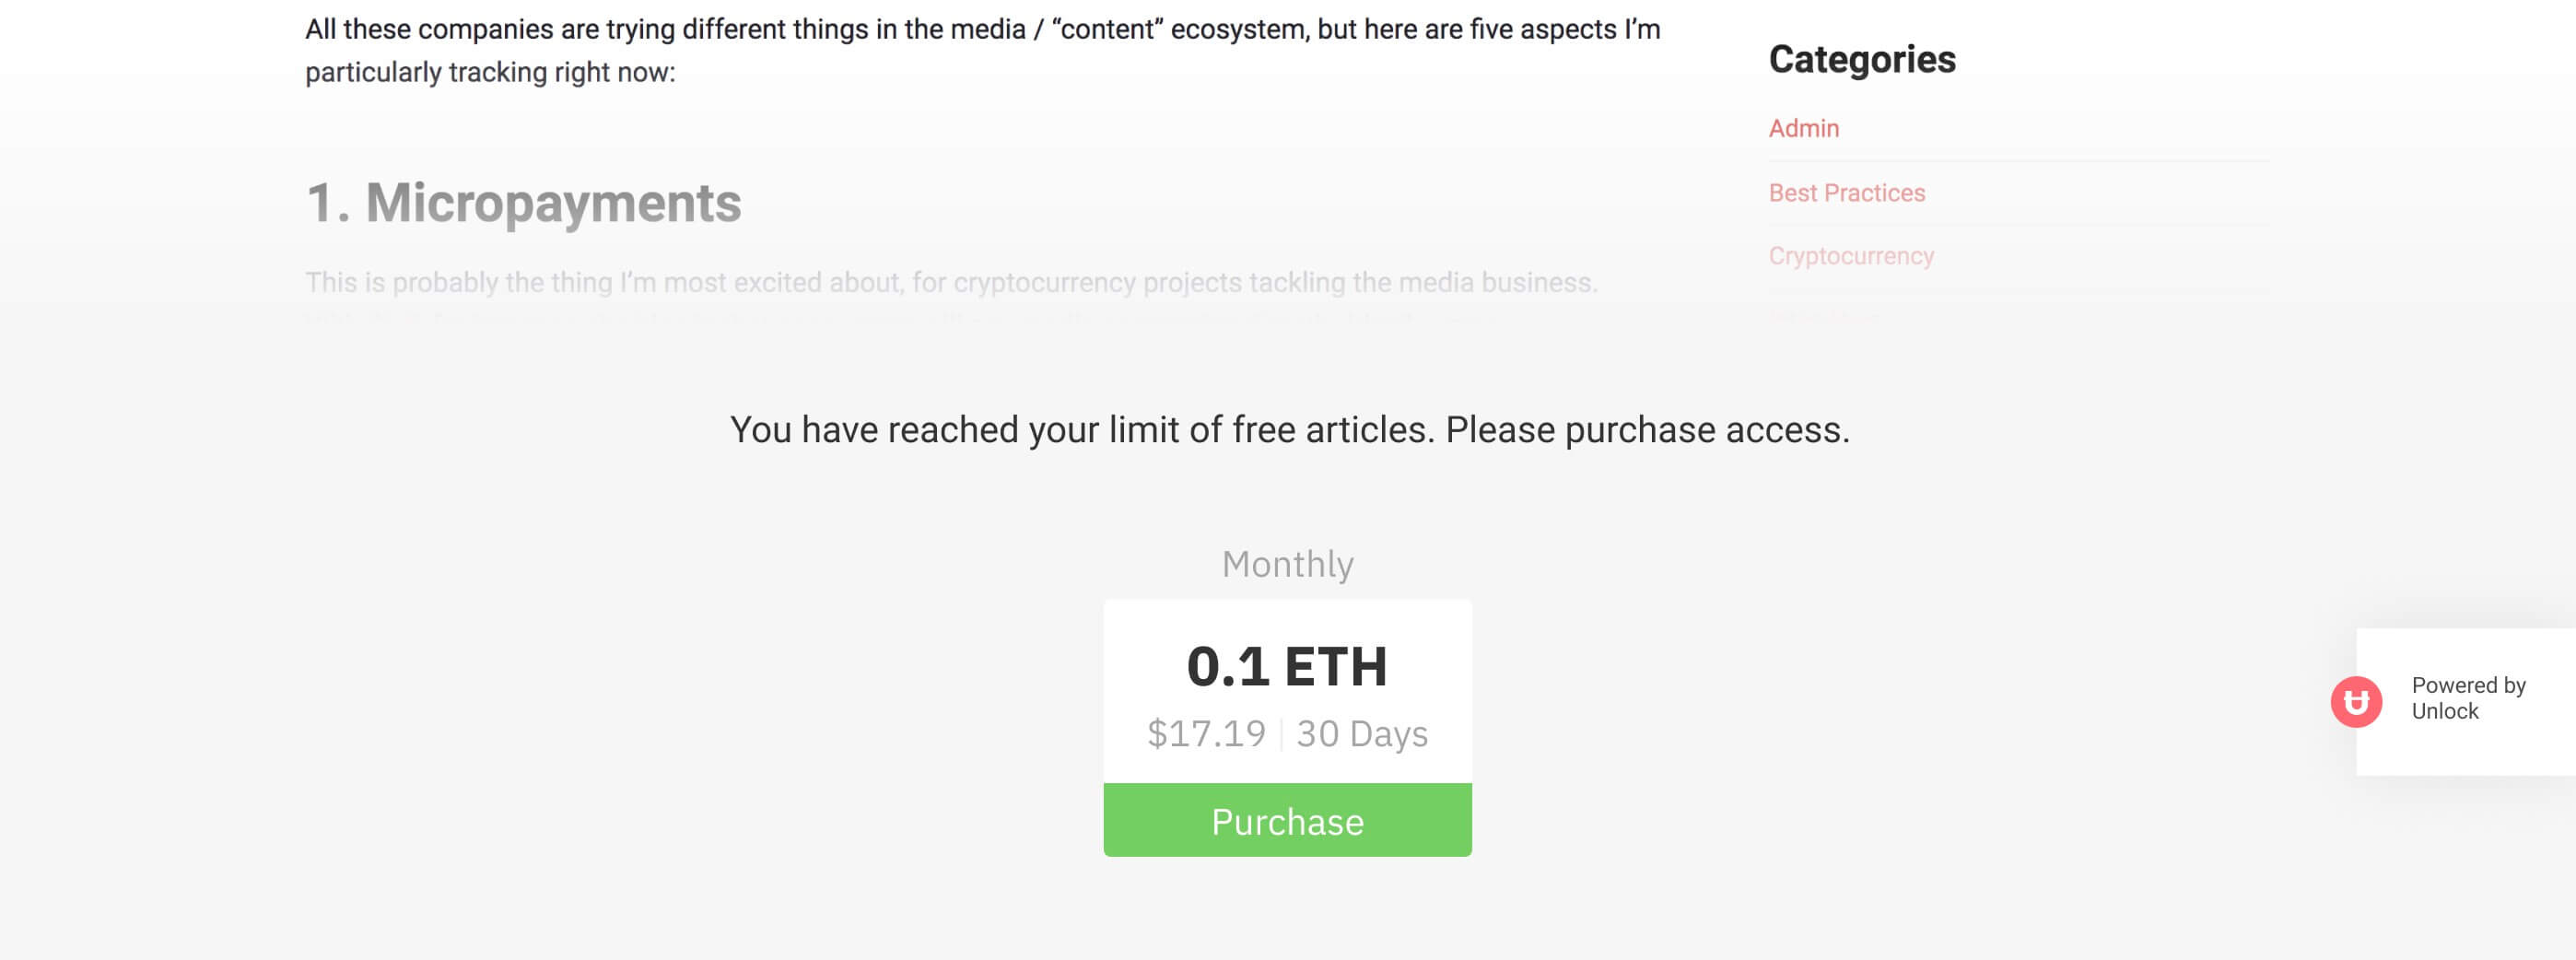 All these companies are trying different things in the media / “content” ecosystem, but here are five aspects I’m
particularly tracking right now:
1. Micropayments
This is probably the thing I’m most excited about, for cryptocurrency projects tackling the media business.
Categories
Admin
Best Practices
Cryptocurrency
You have reached your limit of free articles. Please purchase access.
Monthly
0.1 ETH
$17.19 | 30 Days
Purchase
Powered by
Unlock